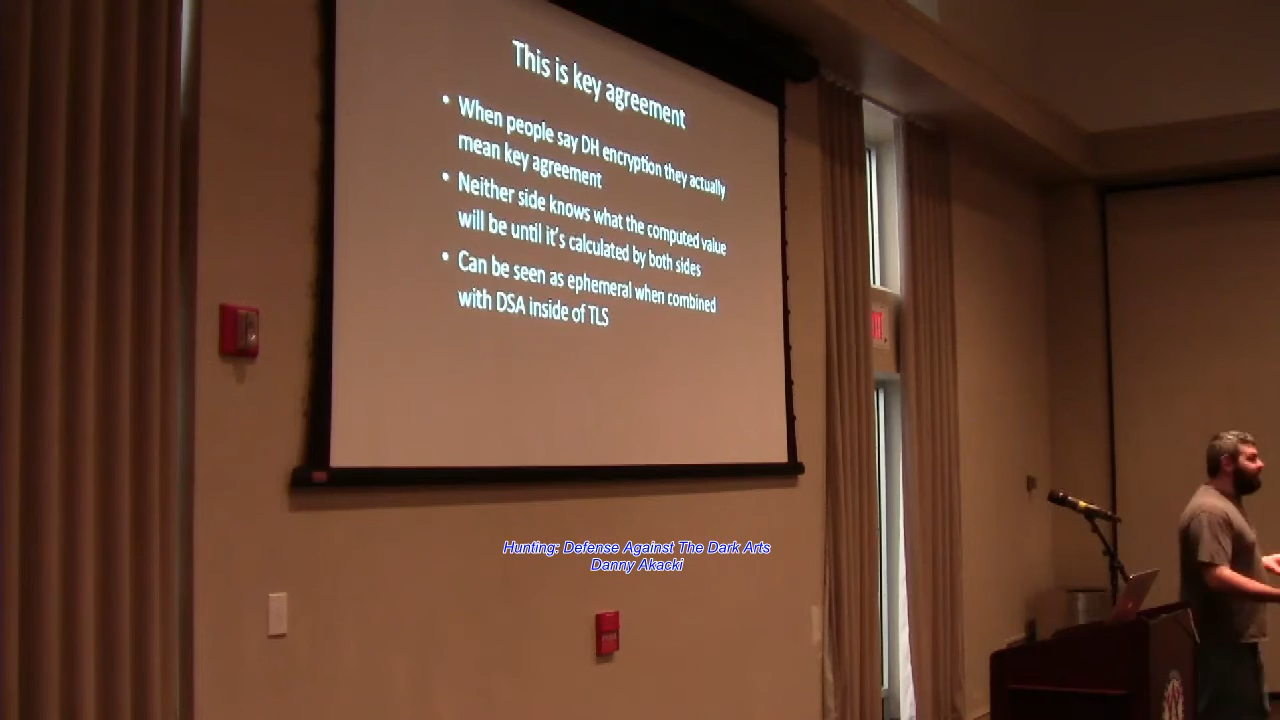 This is key agreement
• When people say DH encryption they actually
mean key agreement
• Neither side knows what the computed value
will be until it's calculated by both sides
• Can be seen as ephemeral when combined
with DSA inside of TLS
Hunting: Defense Against The Dark Arts
Danny Akacki